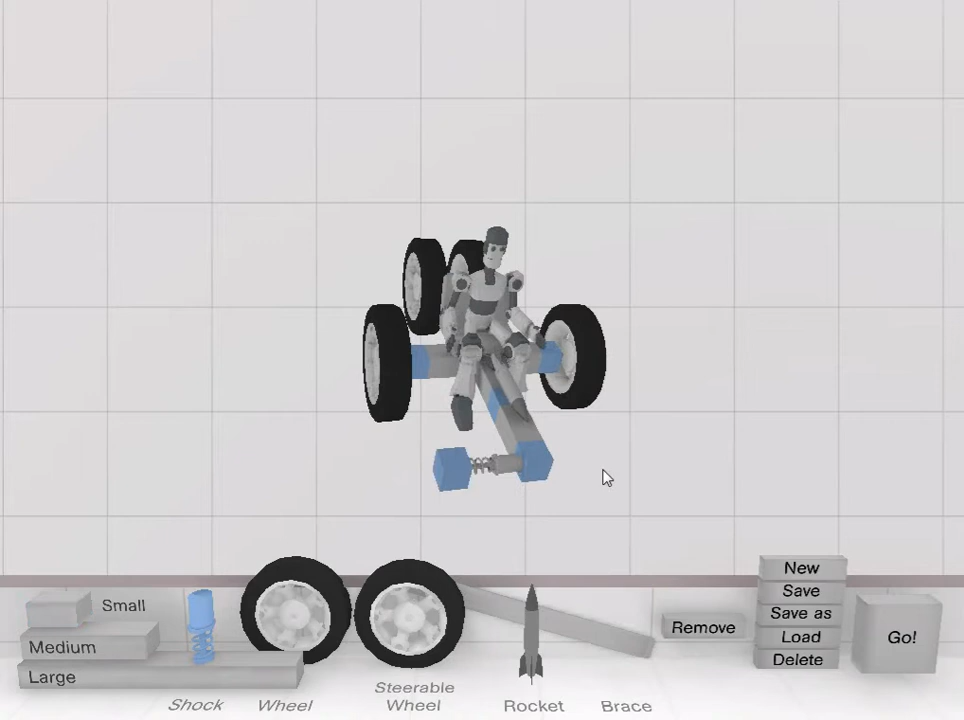 New
Save
Save as
Load
Delete
Go!
Remove
Small
Medium
Large
Shock
Wheel
Steerable
Wheel
Rocket
Brace